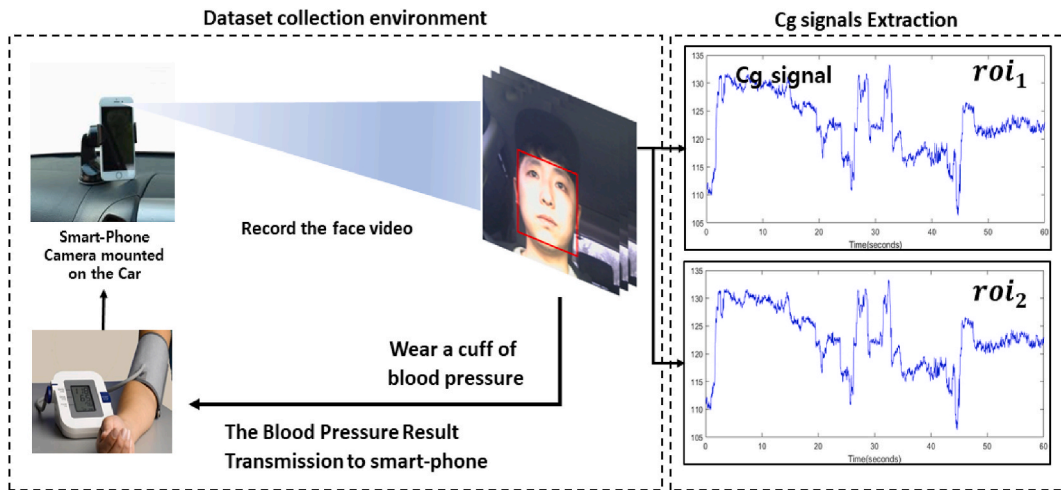 Dataset collection environment
Cg signals Extraction
Smart-Phone
Camera mounted
on the Car
Record the face video
Wear a cuff of
blood pressure
The Blood Pressure Result
Transmission to smart-phone
Cg signal
roi1
135
130
125
120
115
110
105
0
10
20
30
40
50
60
Time(seconds)
roi2
135
130
125
120
115
110
105
0
10
20
30
40
50
60
Time(seconds)